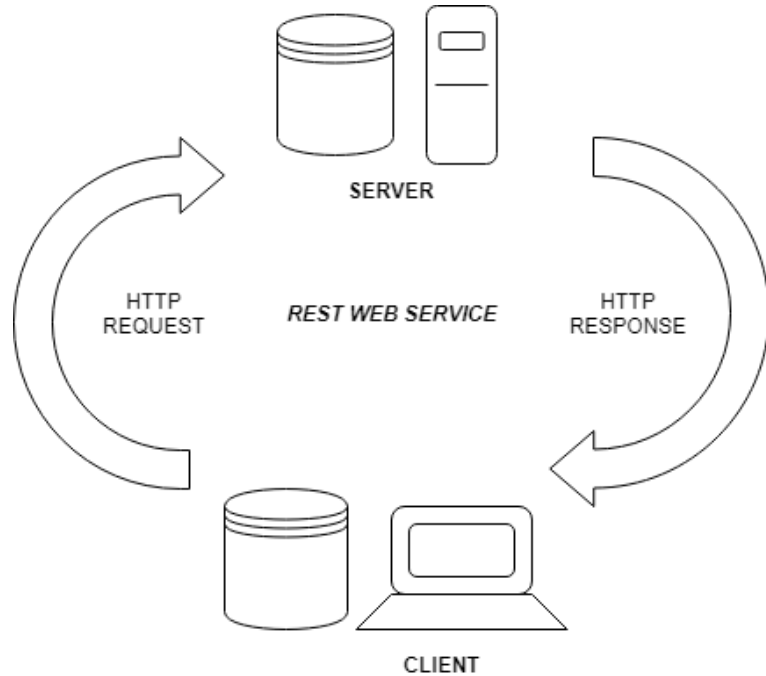 SERVER
HTTP
REQUEST
REST WEB SERVICE
HTTP
RESPONSE
CLIENT